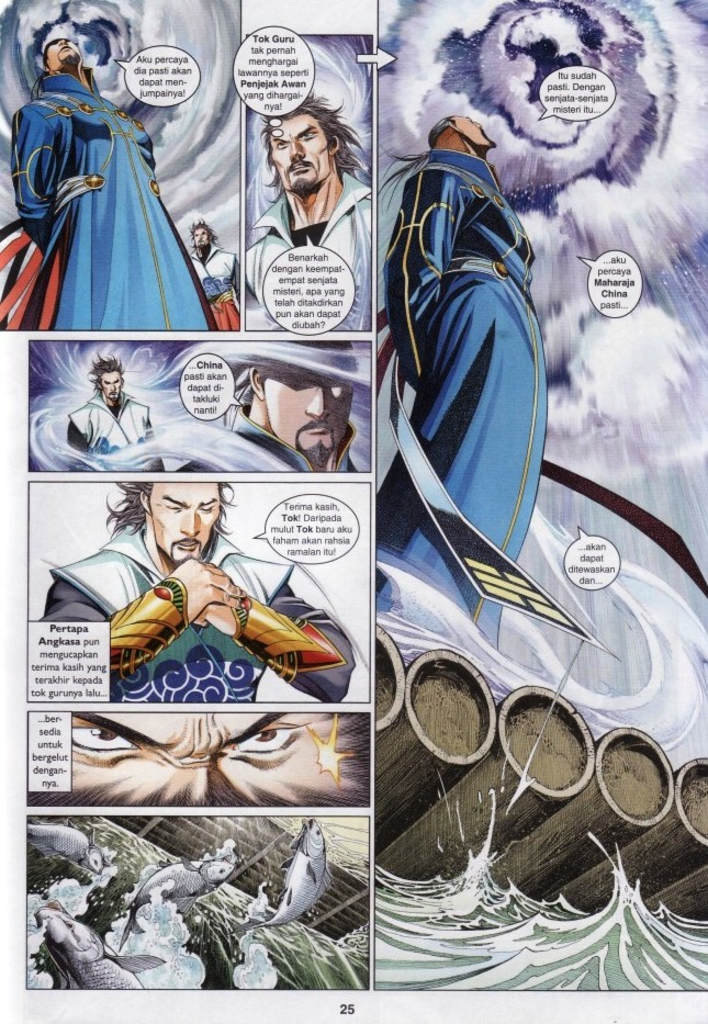 Aku percaya
dia pasti akan
dapat men-
jumpainya!
Tok Guru
tak pernah
menghargai
lawannya seperti
Penjejak Awan
yang dihargai-
nya!
Benarkah
dengan keempat-
empat senjata
misteri, apa yang
telah ditakdirkan
pun akan dapat
diubah?
Itu sudah
pasti. Dengan
senjata-senjata
misteri itu...
...aku
percaya
Maharaja
China
pasti...
...akan
dapat
ditewaskan
dan...
...China
pasti akan
dapat di-
takluki
nanti!
Terima kasih,
Tok! Daripada
mulut Tok baru aku
faham akan rahsia
ramalan itu!
Pertapa
Angkasa pun
mengucapkan
terima kasih yang
terakhir kepada
tok gurunya lalu...
...ber-
sedia
untuk
bergelut
dengan-
nya.
25